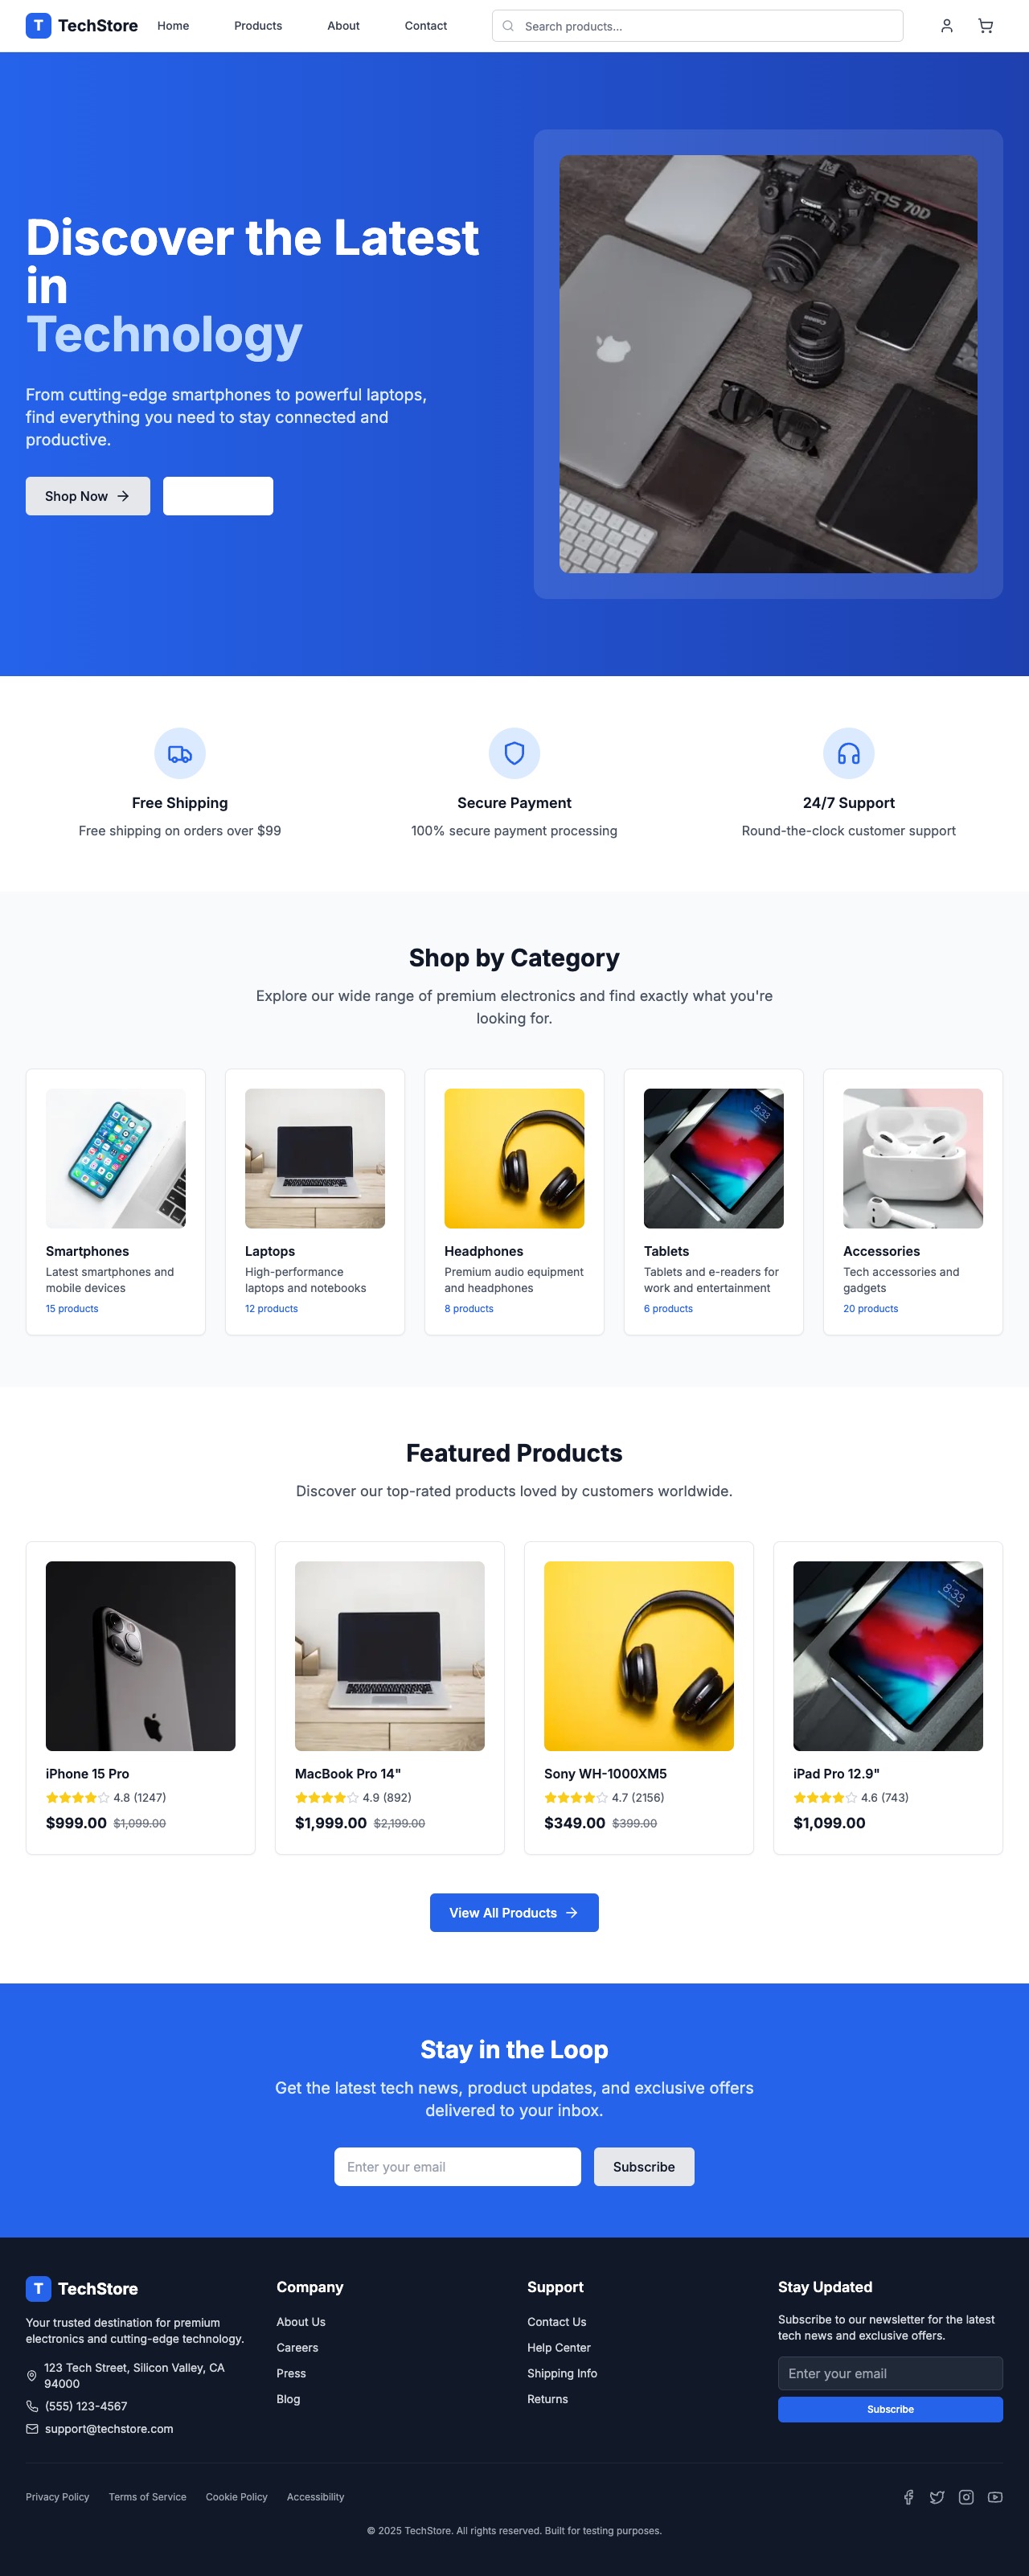 T TechStore Home Products About Contact Search products...
Discover the Latest
in
Technology
From cutting-edge smartphones to powerful laptops,
find everything you need to stay connected and
productive.
Shop Now
Canon
EOS 70D
Canon
Free Shipping
Free shipping on orders over $99
Secure Payment
100% secure payment processing
24/7 Support
Round-the-clock customer support
Shop by Category
Explore our wide range of premium electronics and find exactly what you're
looking for.
8:33
Smartphones
Latest smartphones and
mobile devices
15 products
Laptops
High-performance
laptops and notebooks
12 products
Headphones
Premium audio equipment
and headphones
8 products
Tablets
Tablets and e-readers for
work and entertainment
6 products
Accessories
Tech accessories and
gadgets
20 products
Featured Products
Discover our top-rated products loved by customers worldwide.
8:33
iPhone 15 Pro
4.8 (1247)
$999.00 $1,099.00
MacBook Pro 14"
4.9 (892)
$1,999.00 $2,199.00
Sony WH-1000XM5
4.7 (2156)
$349.00 $399.00
iPad Pro 12.9"
4.6 (743)
$1,099.00
View All Products
Stay in the Loop
Get the latest tech news, product updates, and exclusive offers
delivered to your inbox.
Enter your email Subscribe
T TechStore
Your trusted destination for premium
electronics and cutting-edge technology.
123 Tech Street, Silicon Valley, CA
94000
(555) 123-4567
support@techstore.com
Company
About Us
Careers
Press
Blog
Support
Contact Us
Help Center
Shipping Info
Returns
Stay Updated
Subscribe to our newsletter for the latest
tech news and exclusive offers.
Enter your email
Subscribe
Privacy Policy Terms of Service Cookie Policy Accessibility
© 2025 TechStore. All rights reserved. Built for testing purposes.